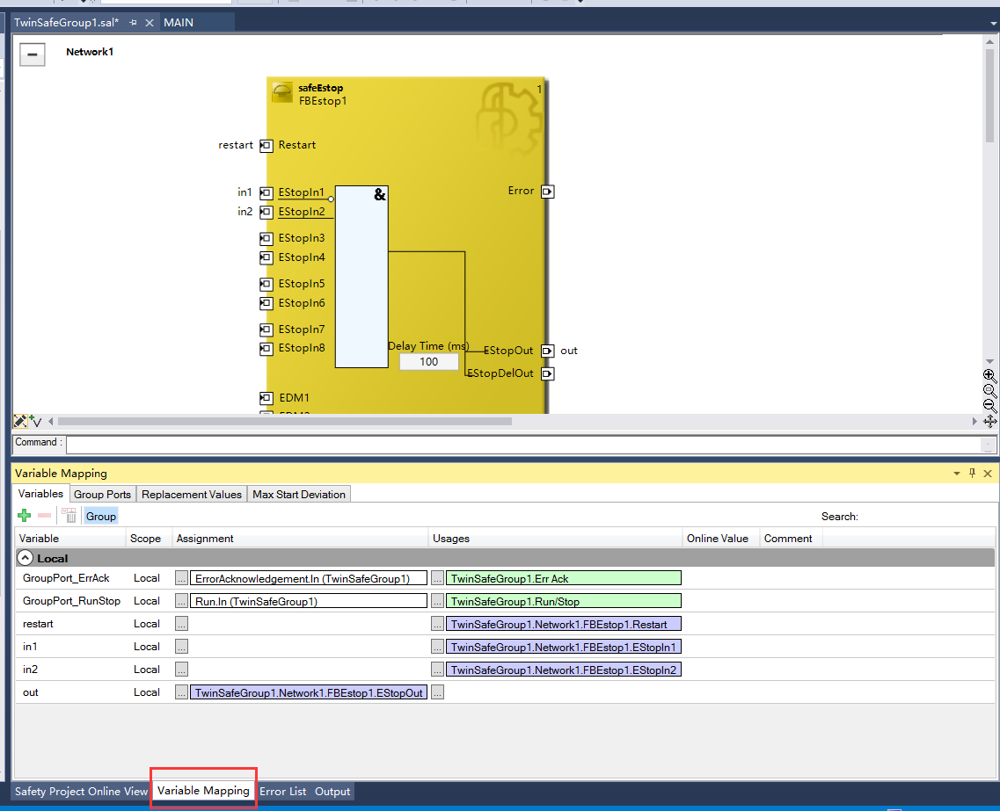 TwinSafeGroup1.sal* MAIN
Network1
safeEstop
FBEstop1
1
restart Restart
in1 EStopIn1 & Error
in2 EStopIn2
EStopIn3
EStopIn4
EStopIn5
EStopIn6
EStopIn7
EStopIn8 Delay Time (ms) EStopOut out
100
EStopDelOut
EDM1
Command :
Variable Mapping
Variables Group Ports Replacement Values Max Start Deviation
Group Search:
Variable Scope Assignment Usages Online Value Comment
Local
GroupPort_ErrAck Local ... ErrorAcknowledgement.In (TwinSafeGroup1) ... TwinSafeGroup1.Err Ack
GroupPort_RunStop Local ... Run.In (TwinSafeGroup1) ... TwinSafeGroup1.Run/Stop
restart Local ... ... TwinSafeGroup1.Network1.FBEstop1.Restart
in1 Local ... ... TwinSafeGroup1.Network1.FBEstop1.EStopIn1
in2 Local ... ... TwinSafeGroup1.Network1.FBEstop1.EStopIn2
out Local ... TwinSafeGroup1.Network1.FBEstop1.EStopOut ...
Safety Project Online View Variable Mapping Error List Output